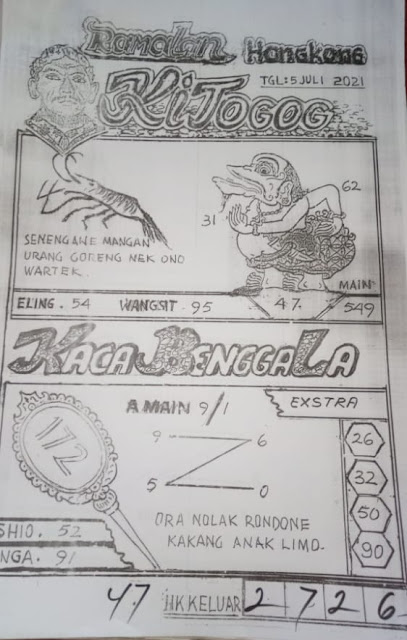 Ramalan Hongkong
TGL: 5 JULI 2021
Ki Togog
62
31
SENENGANE MANGAN
URANG GORENG NEK ONO
WARTEK.
MAIN
ELING . 54 WANGSIT . 95 47. 549
KACA BENGGALA
A MAIN 9/1
EXSTRA
172
9 6
5 0
26
32
50
90
ORA NOLAK RONDONE
KAKANG ANAK LIMO.
SHIO. 52
NGA. 91
47 HK KELUAR 2 7 2 6